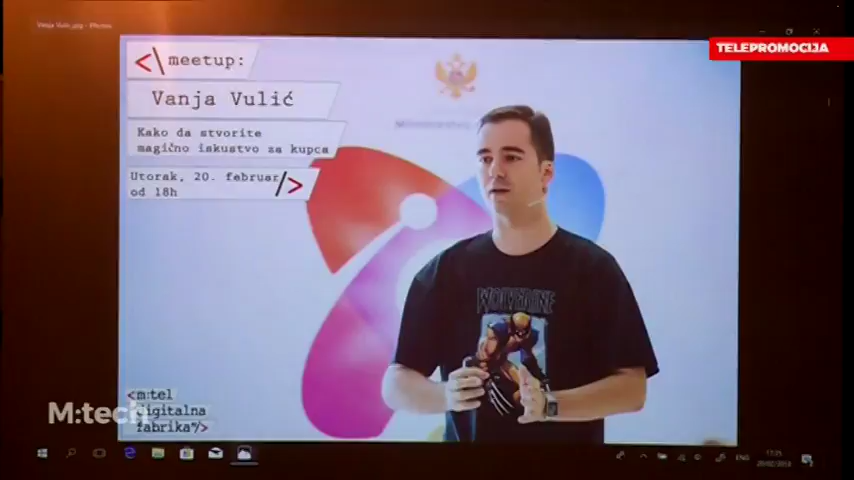 Vanja Vulic.jpg - Photos
TELEPROMOCIJA
<\ meetup:
Vanja Vulić
Kako da stvorite
magično iskustvo za kupca
Utorak, 20. februar
od 18h
/>
WOLVERINE
<m:tel
digitalna
fabrika"/>
M:tech
ENG